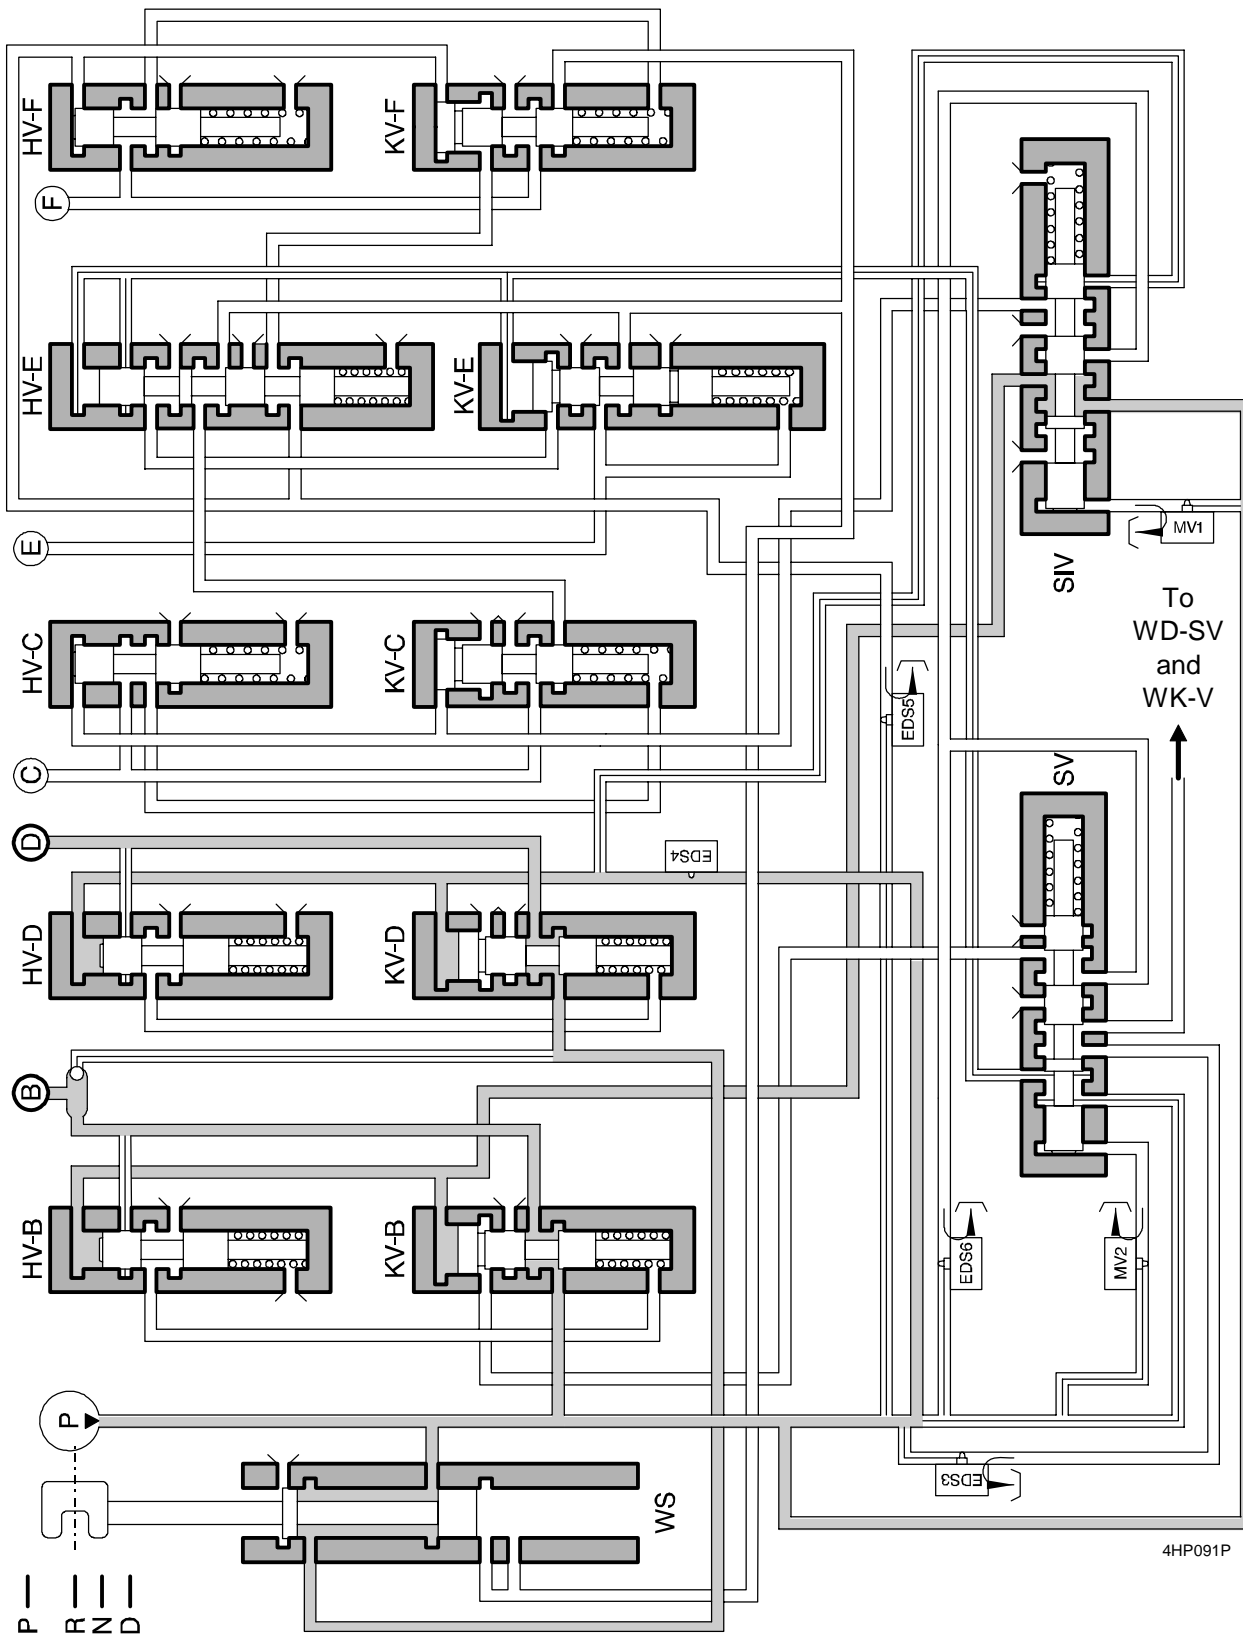 HV-F
KV-F
F
HV-E
KV-E
E
SIV
MV1
To
WD-SV
and
WK-V
HV-C
KV-C
EDS5
C
SV
D
EDS4
HV-D
KV-D
B
HV-B
KV-B
EDS6
MV2
P
EDS3
WS
4HP091P
P
R
N
D